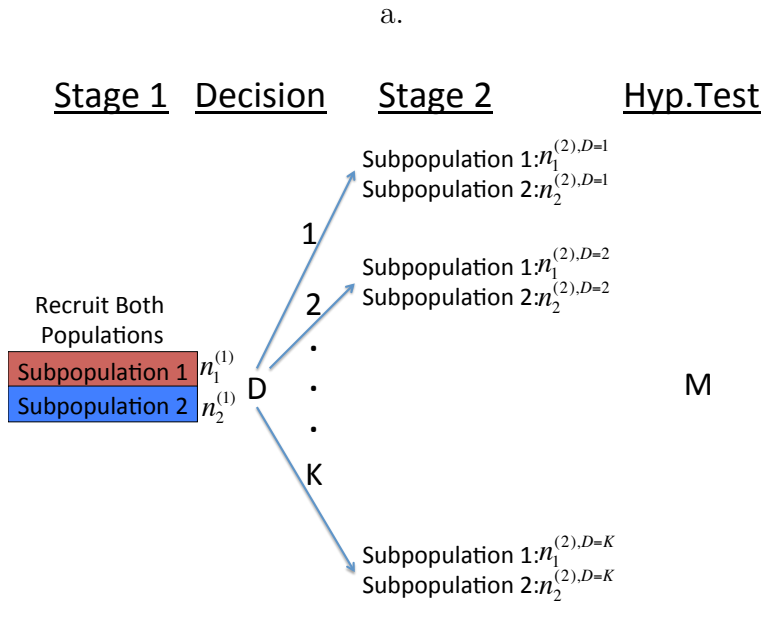 a.
Stage 1 Decision Stage 2 Hyp.Test
Subpopulation 1:n_1^{(2),D=1}
Subpopulation 2:n_2^{(2),D=1}
1
Subpopulation 1:n_1^{(2),D=2}
Subpopulation 2:n_2^{(2),D=2}
2
Recruit Both
Populations
Subpopulation 1 n_1^{(1)}
Subpopulation 2 n_2^{(1)}
D
M
K
Subpopulation 1:n_1^{(2),D=K}
Subpopulation 2:n_2^{(2),D=K}